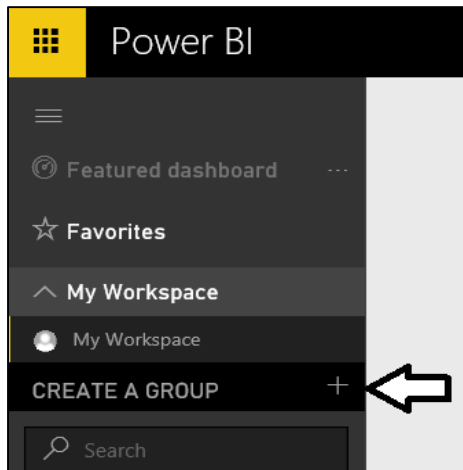 Power BI
Featured dashboard ...
Favorites
My Workspace
My Workspace
CREATE A GROUP +
Search